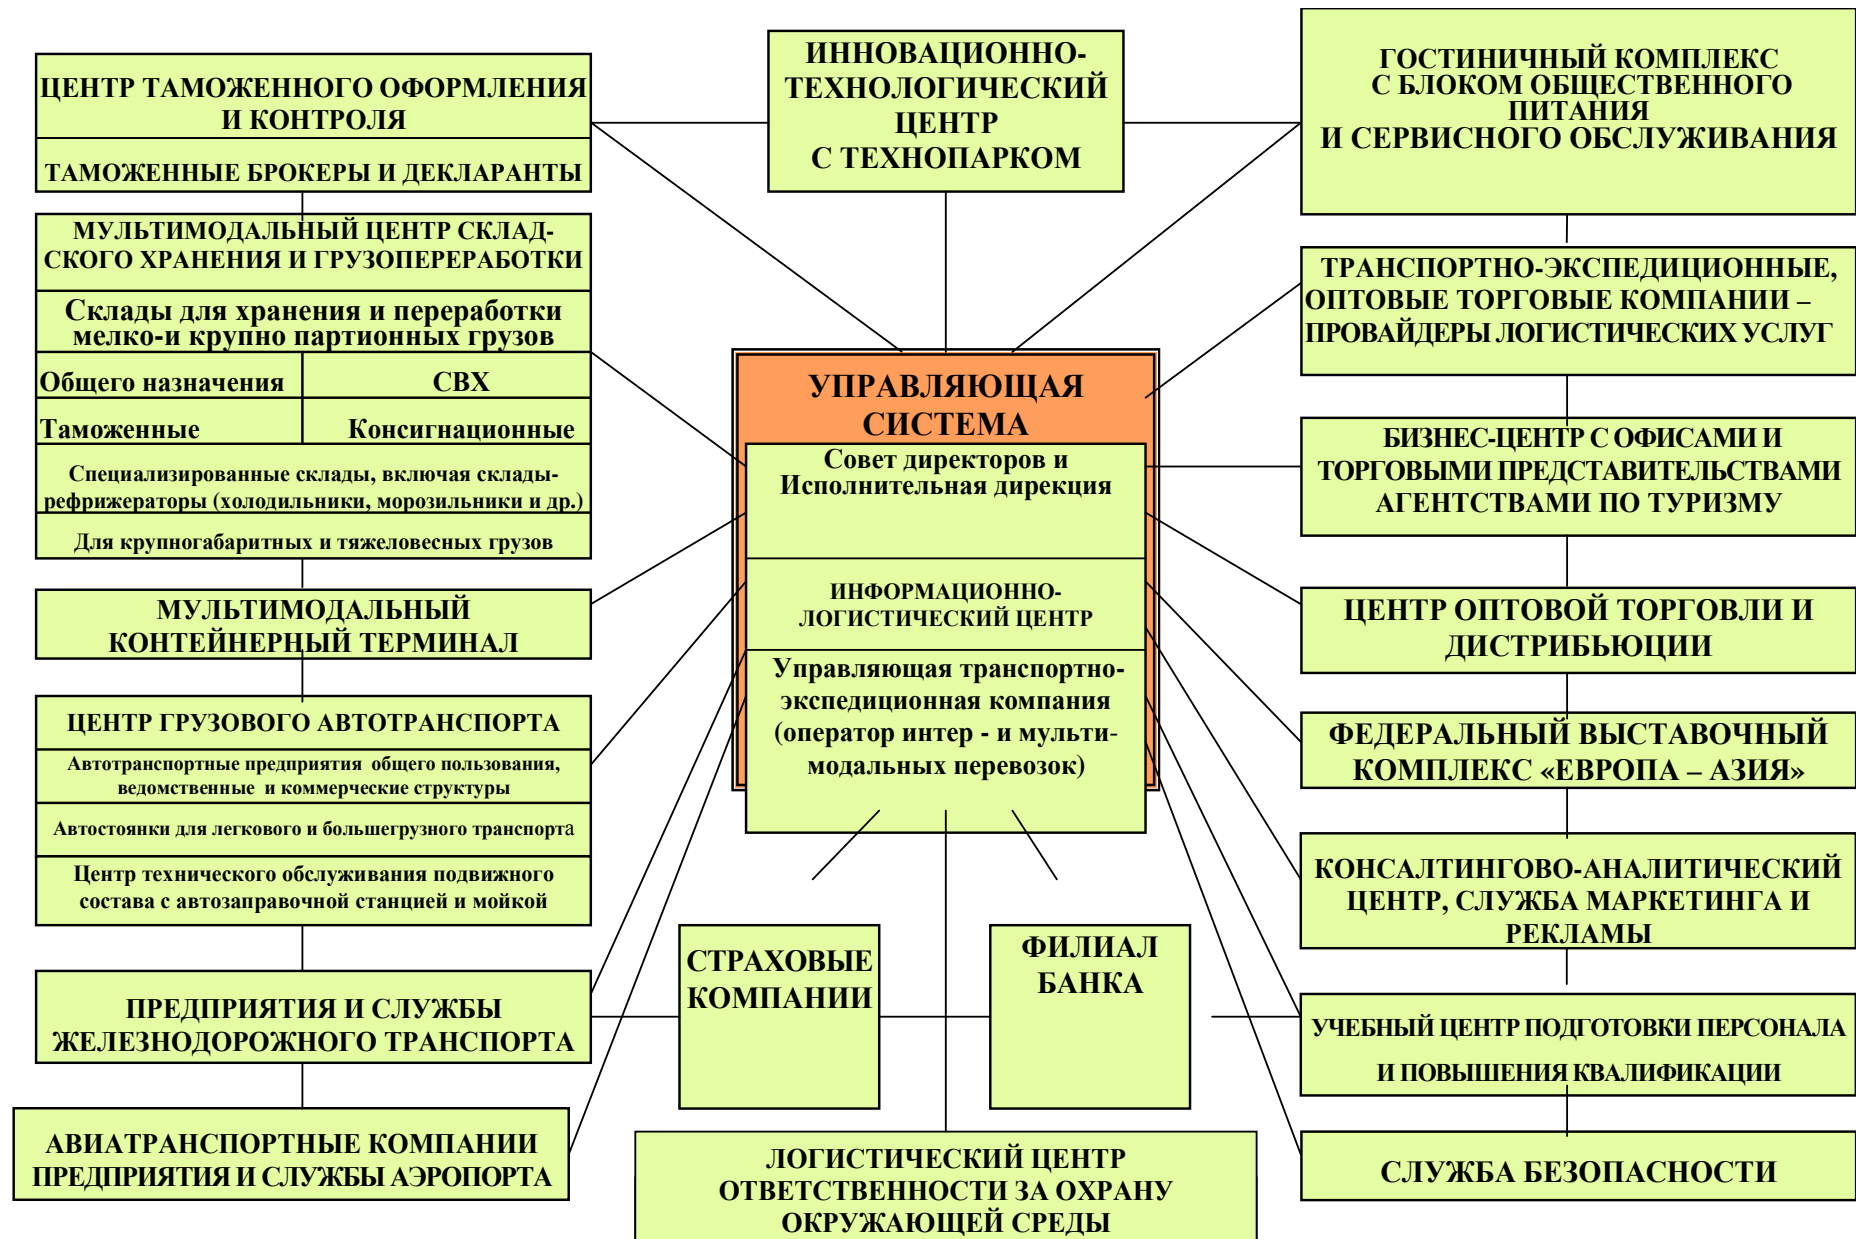 ЦЕНТР ТАМОЖЕННОГО ОФОРМЛЕНИЯ
И КОНТРОЛЯ
ТАМОЖЕННЫЕ БРОКЕРЫ И ДЕКЛАРАНТЫ
МУЛЬТИМОДАЛЬНЫЙ ЦЕНТР СКЛАД-
СКОГО ХРАНЕНИЯ И ГРУЗОПЕРЕРАБОТКИ
Склады для хранения и переработки
мелко-и крупно партионных грузов
Общего назначения
СВХ
Таможенные
Консигнационные
Специализированные склады, включая склады-
рефрижераторы (холодильники, морозильники и др.)
Для крупногабаритных и тяжеловесных грузов
МУЛЬТИМОДАЛЬНЫЙ
КОНТЕЙНЕРНЫЙ ТЕРМИНАЛ
ЦЕНТР ГРУЗОВОГО АВТОТРАНСПОРТА
Автотранспортные предприятия общего пользования,
ведомственные и коммерческие структуры
Автостоянки для легкового и большегрузного транспорта
Центр технического обслуживания подвижного
состава с автозаправочной станцией и мойкой
ПРЕДПРИЯТИЯ И СЛУЖБЫ
ЖЕЛЕЗНОДОРОЖНОГО ТРАНСПОРТА
АВИАТРАНСПОРТНЫЕ КОМПАНИИ
ПРЕДПРИЯТИЯ И СЛУЖБЫ АЭРОПОРТА
ИННОВАЦИОННО-
ТЕХНОЛОГИЧЕСКИЙ
ЦЕНТР
С ТЕХНОПАРКОМ
УПРАВЛЯЮЩАЯ
СИСТЕМА
Совет директоров и
Исполнительная дирекция
ИНФОРМАЦИОННО-
ЛОГИСТИЧЕСКИЙ ЦЕНТР
Управляющая транспортно-
экспедиционная компания
(оператор интер - и мульти-
модальных перевозок)
СТРАХОВЫЕ
КОМПАНИИ
ФИЛИАЛ
БАНКА
ЛОГИСТИЧЕСКИЙ ЦЕНТР
ОТВЕТСТВЕННОСТИ ЗА ОХРАНУ
ОКРУЖАЮЩЕЙ СРЕДЫ
ГОСТИНИЧНЫЙ КОМПЛЕКС
С БЛОКОМ ОБЩЕСТВЕННОГО
ПИТАНИЯ
И СЕРВИСНОГО ОБСЛУЖИВАНИЯ
ТРАНСПОРТНО-ЭКСПЕДИЦИОННЫЕ,
ОПТОВЫЕ ТОРГОВЫЕ КОМПАНИИ –
ПРОВАЙДЕРЫ ЛОГИСТИЧЕСКИХ УСЛУГ
БИЗНЕС-ЦЕНТР С ОФИСАМИ И
ТОРГОВЫМИ ПРЕДСТАВИТЕЛЬСТВАМИ
АГЕНТСТВАМИ ПО ТУРИЗМУ
ЦЕНТР ОПТОВОЙ ТОРГОВЛИ И
ДИСТРИБЬЮЦИИ
ФЕДЕРАЛЬНЫЙ ВЫСТАВОЧНЫЙ
КОМПЛЕКС «ЕВРОПА – АЗИЯ»
КОНСАЛТИНГОВО-АНАЛИТИЧЕСКИЙ
ЦЕНТР, СЛУЖБА МАРКЕТИНГА И
РЕКЛАМЫ
УЧЕБНЫЙ ЦЕНТР ПОДГОТОВКИ ПЕРСОНАЛА
И ПОВЫШЕНИЯ КВАЛИФИКАЦИИ
СЛУЖБА БЕЗОПАСНОСТИ